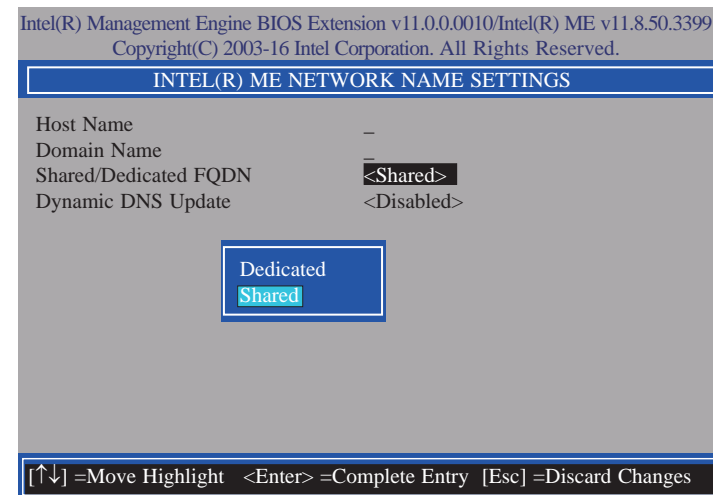 Intel(R) Management Engine BIOS Extension v11.0.0.0010/Intel(R) ME v11.8.50.3399
Copyright(C) 2003-16 Intel Corporation. All Rights Reserved.
INTEL(R) ME NETWORK NAME SETTINGS
Host Name _
Domain Name _
Shared/Dedicated FQDN <Shared>
Dynamic DNS Update <Disabled>
Dedicated
Shared
[↑↓] =Move Highlight <Enter> =Complete Entry [Esc] =Discard Changes